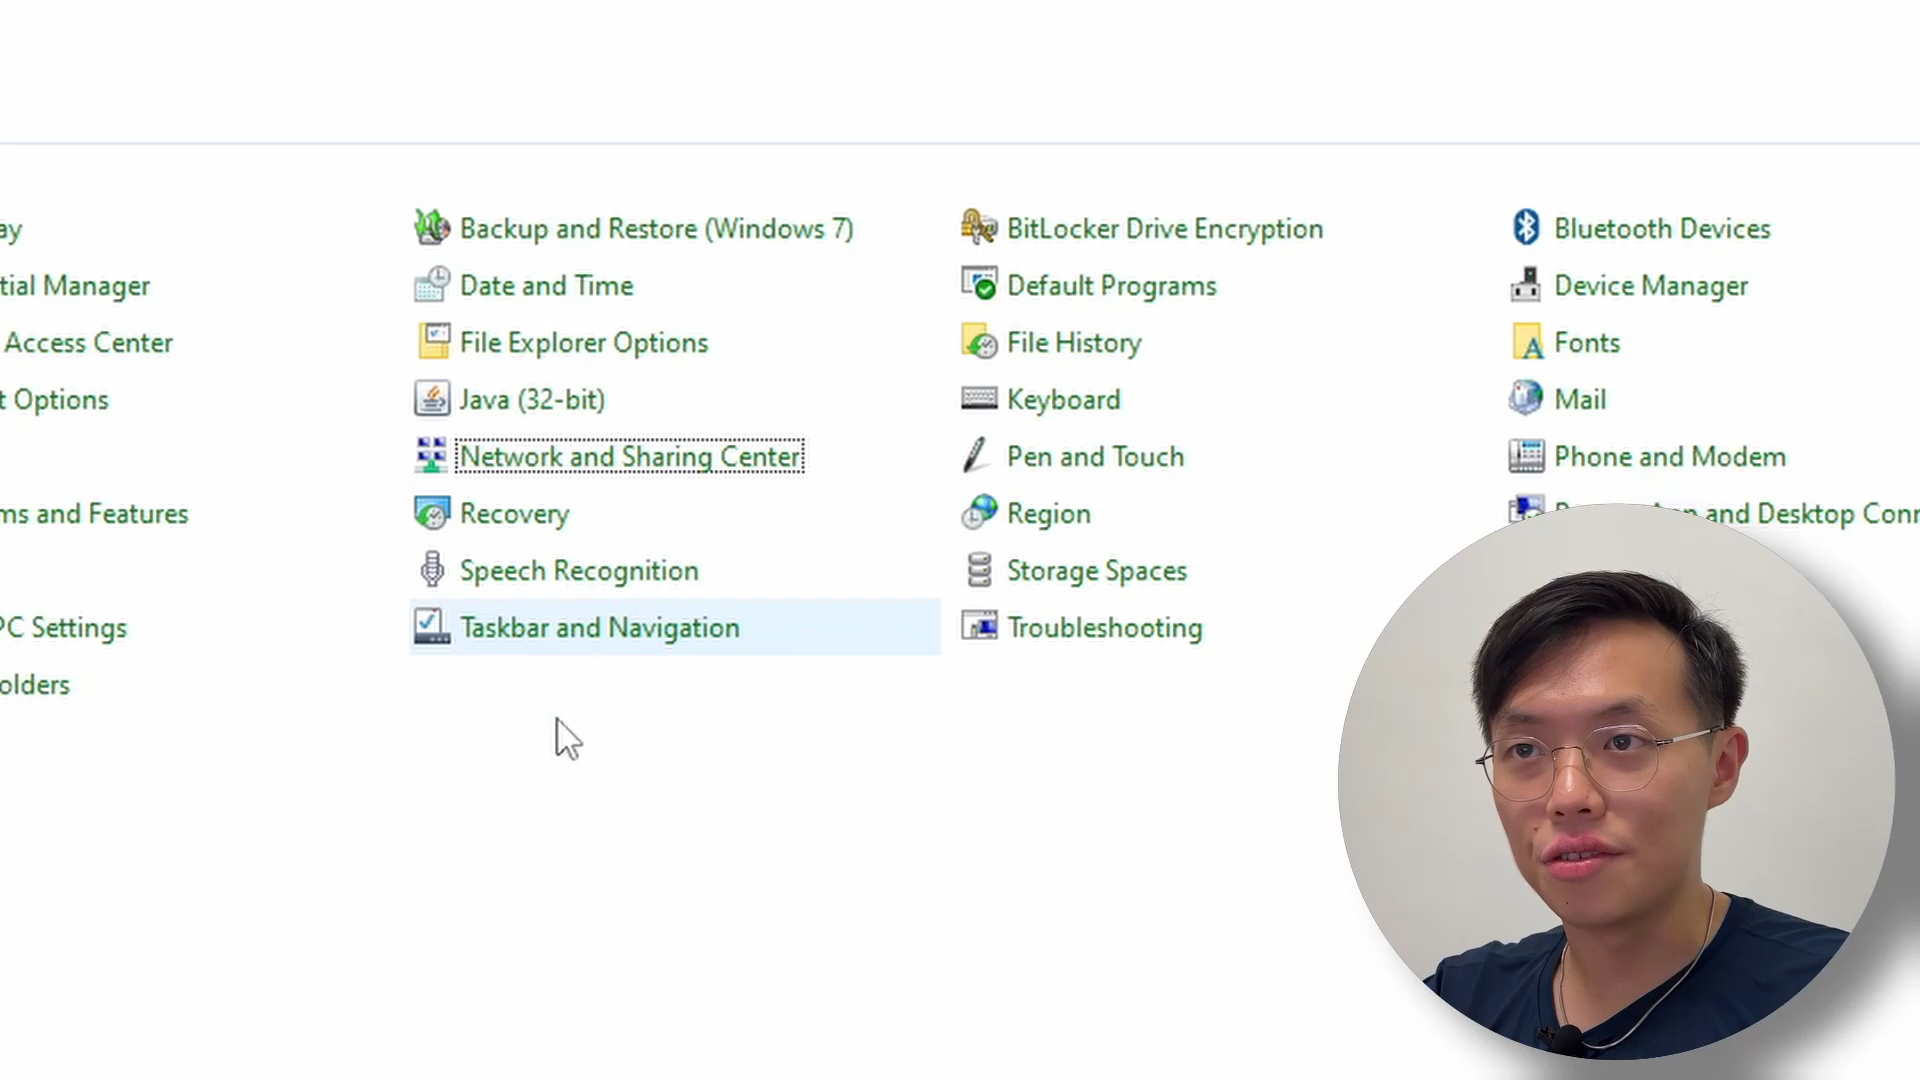 ay
Backup and Restore (Windows 7)
BitLocker Drive Encryption
Bluetooth Devices
tial Manager
Date and Time
Default Programs
Device Manager
Access Center
File Explorer Options
File History
Fonts
t Options
Java (32-bit)
Keyboard
Mail
Network and Sharing Center
Pen and Touch
Phone and Modem
ms and Features
Recovery
Region
and Desktop Conn
Speech Recognition
Storage Spaces
PC Settings
Taskbar and Navigation
Troubleshooting
olders